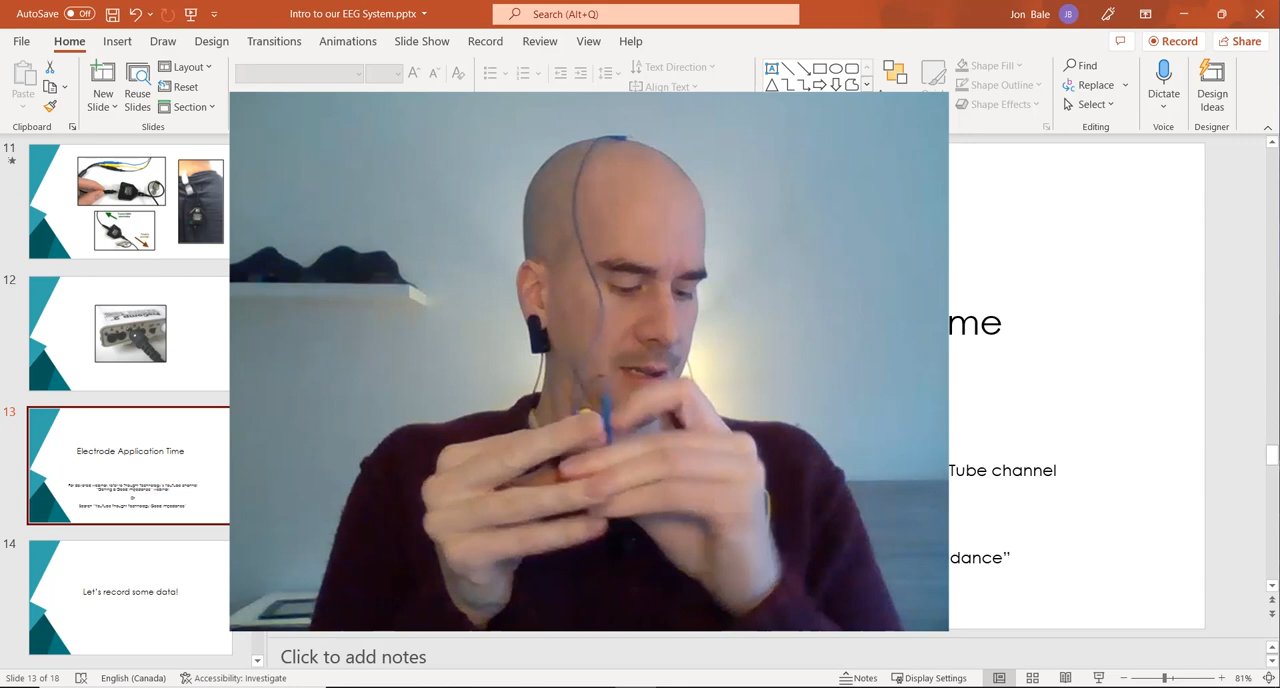 AutoSave Off Intro to our EEG System.pptx Search (Alt+Q) Jon Bale JB
File Home Insert Draw Design Transitions Animations Slide Show Record Review View Help Record Share
Paste
New Slide
Reuse Slides
Layout
Reset
Section
Text Direction
Align Text
Shape Fill
Shape Outline
Shape Effects
Find
Replace
Select
Dictate
Design Ideas
Clipboard Slides Editing Voice Designer
11
12
13
Electrode Application Time
14
Let's record some data!
me
Tube channel
dance"
Click to add notes
Slide 13 of 18 English (Canada) Accessibility: Investigate Notes Display Settings 81%